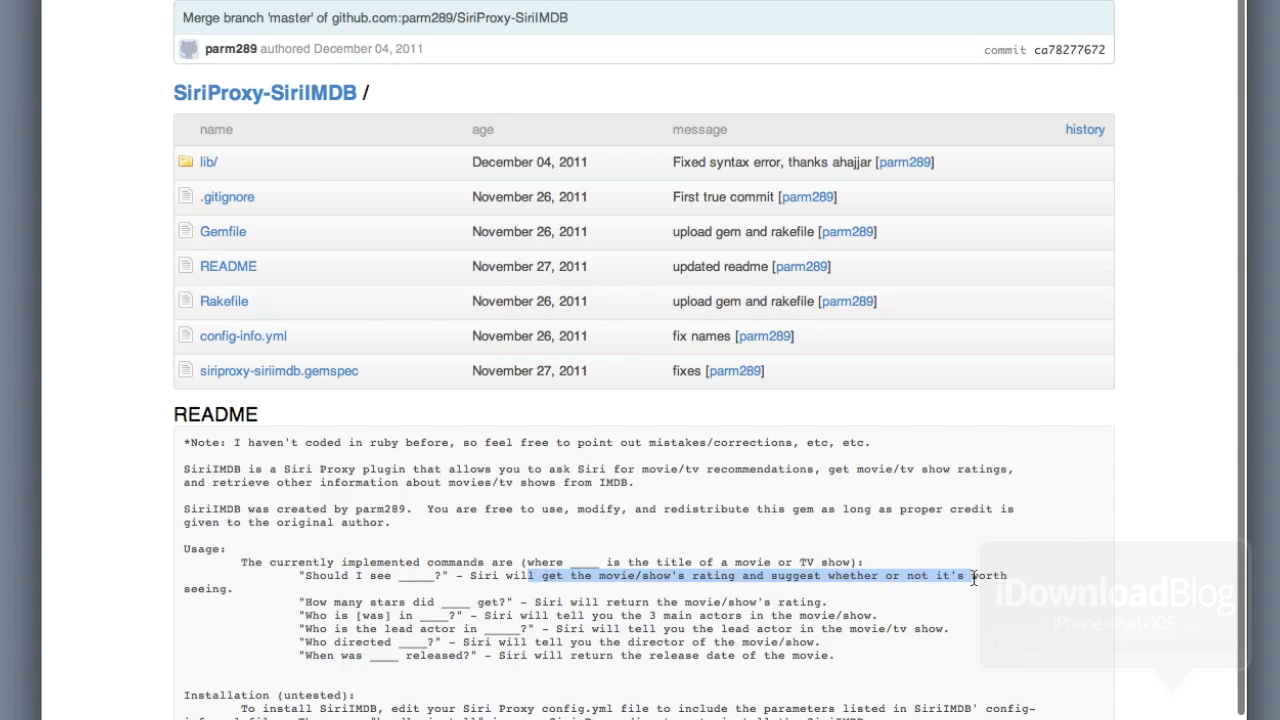 Merge branch 'master' of github.com:parm289/SiriProxy-SiriIMDB
parm289 authored December 04, 2011 commit ca78277672
SiriProxy-SiriIMDB /
name age message history
lib/ December 04, 2011 Fixed syntax error, thanks ahajjar [parm289]
.gitignore November 26, 2011 First true commit [parm289]
Gemfile November 26, 2011 upload gem and rakefile [parm289]
README November 27, 2011 updated readme [parm289]
Rakefile November 26, 2011 upload gem and rakefile [parm289]
config-info.yml November 26, 2011 fix names [parm289]
siriproxy-siriimdb.gemspec November 27, 2011 fixes [parm289]
README
*Note: I haven't coded in ruby before, so feel free to point out mistakes/corrections, etc, etc.
SiriIMDB is a Siri Proxy plugin that allows you to ask Siri for movie/tv recommendations, get movie/tv show ratings,
and retrieve other information about movies/tv shows from IMDB.
SiriIMDB was created by parm289.  You are free to use, modify, and redistribute this gem as long as proper credit is
given to the original author.
Usage:
The currently implemented commands are (where ____ is the title of a movie or TV show):
"Should I see _____?" - Siri will get the movie/show's rating and suggest whether or not it's worth
seeing.
"How many stars did ____ get?" - Siri will return the movie/show's rating.
"Who is [was] in ____?" - Siri will tell you the 3 main actors in the movie/show.
"Who is the lead actor in _____?" - Siri will tell you the lead actor in the movie/tv show.
"Who directed ____?" - Siri will tell you the director of the movie/show.
"When was ____ released?" - Siri will return the release date of the movie.
iDownloadBlog
iPhone • iPad • iOS
Installation (untested):
To install SiriIMDB, edit your Siri Proxy config.yml file to include the parameters listed in SiriIMDB' config-